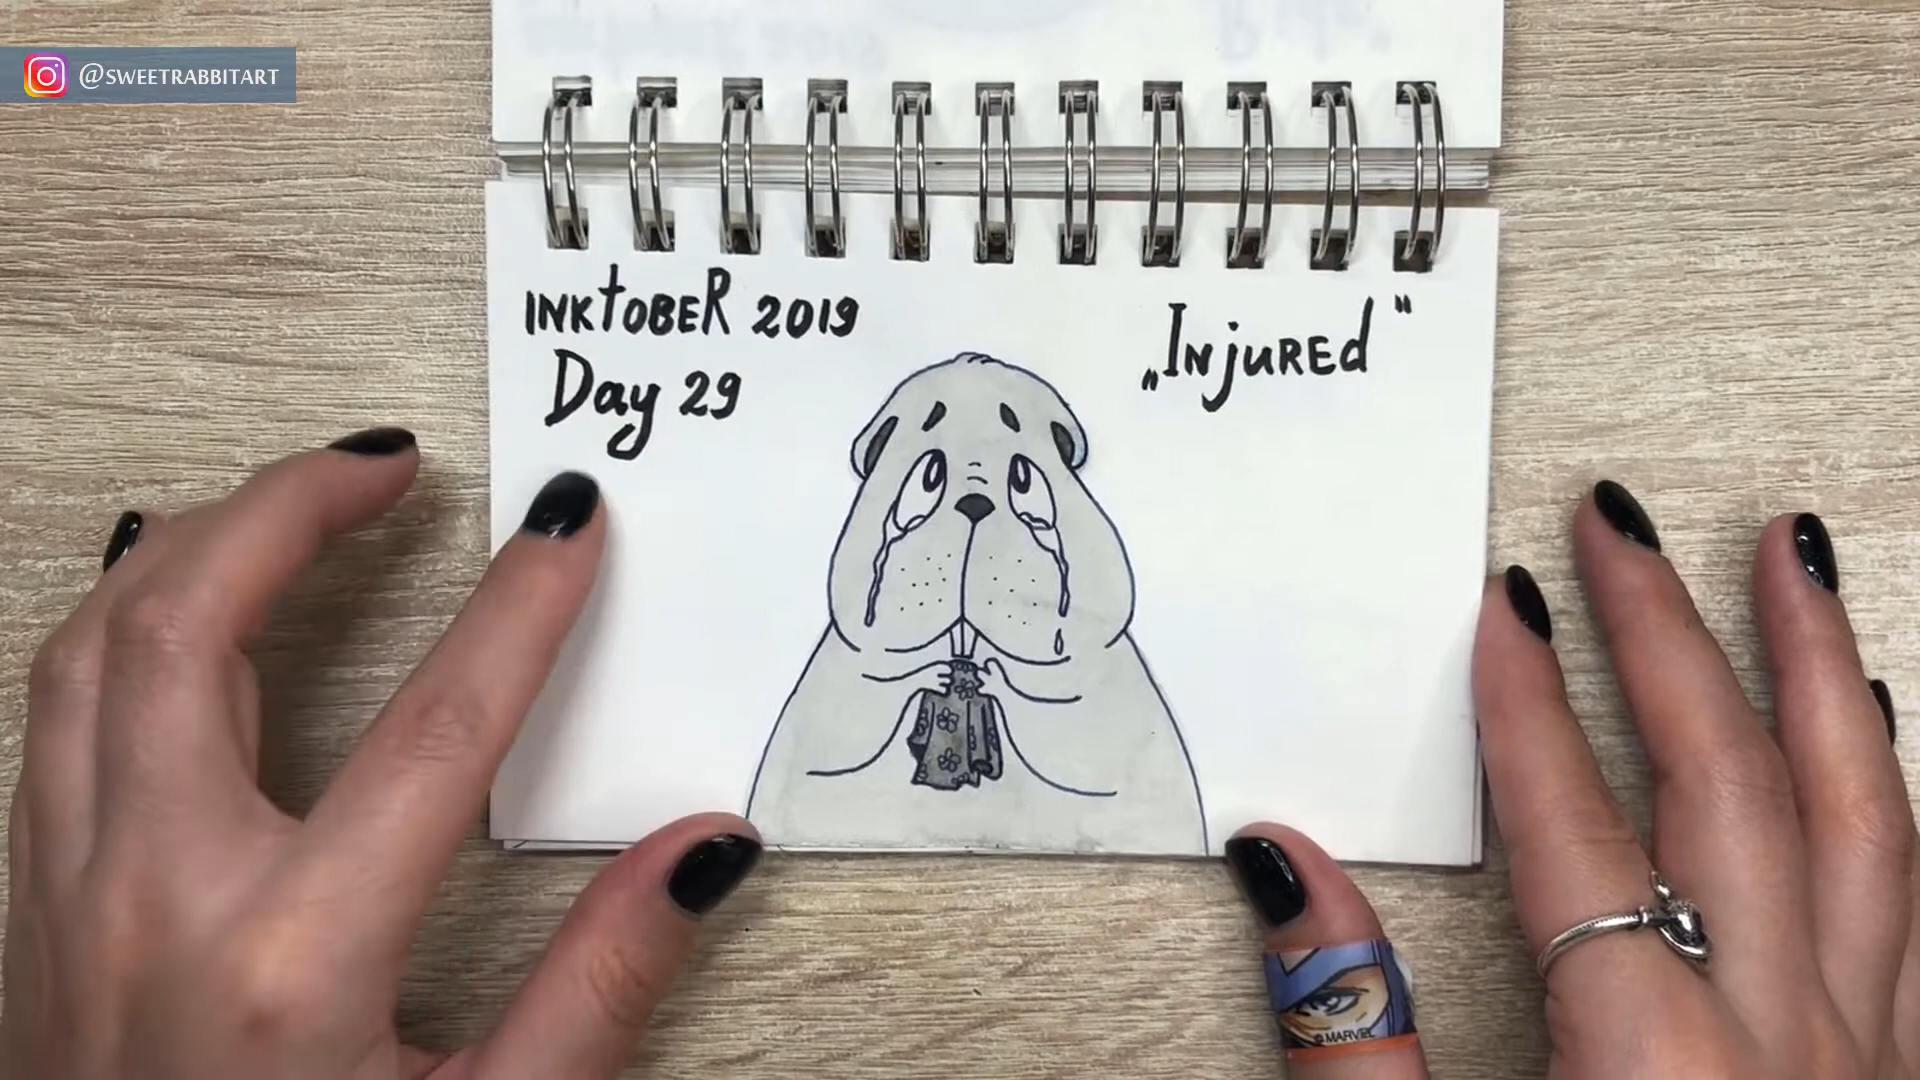 @SWEETRABBITART
INKTOBER 2019
Day 29
„Injured“
© MARVEL